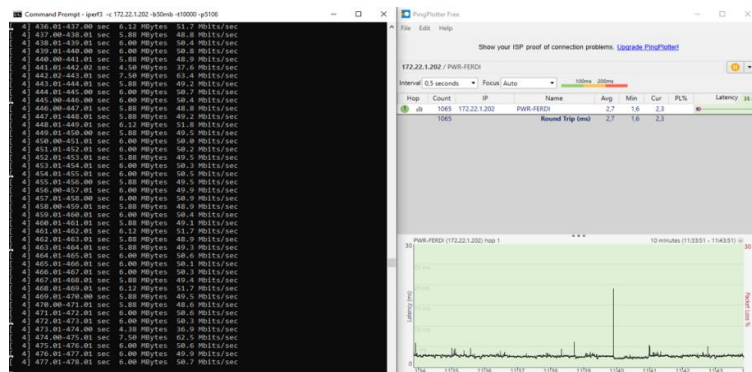 Command Prompt - iperf3 -c 172.22.1.202 -b50mb -t10000 -p5106
4] 436.01-437.00 sec 6.12 MBytes 51.7 Mbits/sec
4] 437.00-438.01 sec 5.88 MBytes 48.8 Mbits/sec
4] 438.01-439.01 sec 6.00 MBytes 50.4 Mbits/sec
4] 439.01-440.00 sec 6.00 MBytes 50.8 Mbits/sec
4] 440.00-441.01 sec 5.88 MBytes 48.9 Mbits/sec
4] 441.01-442.02 sec 4.50 MBytes 37.6 Mbits/sec
4] 442.02-443.01 sec 7.50 MBytes 63.4 Mbits/sec
4] 443.01-444.01 sec 5.88 MBytes 49.2 Mbits/sec
4] 444.01-445.00 sec 6.00 MBytes 50.7 Mbits/sec
4] 445.00-446.00 sec 6.00 MBytes 50.4 Mbits/sec
4] 446.00-447.01 sec 5.88 MBytes 48.8 Mbits/sec
4] 447.01-448.01 sec 5.88 MBytes 49.2 Mbits/sec
4] 448.01-449.01 sec 6.12 MBytes 51.8 Mbits/sec
4] 449.01-450.00 sec 5.88 MBytes 49.5 Mbits/sec
4] 450.00-451.01 sec 6.00 MBytes 50.0 Mbits/sec
4] 451.01-452.01 sec 6.00 MBytes 50.2 Mbits/sec
4] 452.01-453.01 sec 5.88 MBytes 49.5 Mbits/sec
4] 453.01-454.01 sec 6.00 MBytes 50.3 Mbits/sec
4] 454.01-455.01 sec 6.00 MBytes 50.5 Mbits/sec
4] 455.01-456.00 sec 5.88 MBytes 49.5 Mbits/sec
4] 456.00-457.01 sec 6.00 MBytes 49.9 Mbits/sec
4] 457.01-458.00 sec 6.00 MBytes 50.9 Mbits/sec
4] 458.00-459.01 sec 5.88 MBytes 48.9 Mbits/sec
4] 459.01-460.01 sec 6.00 MBytes 50.4 Mbits/sec
4] 460.01-461.01 sec 5.88 MBytes 49.1 Mbits/sec
4] 461.01-462.01 sec 6.12 MBytes 51.7 Mbits/sec
4] 462.01-463.01 sec 5.88 MBytes 48.9 Mbits/sec
4] 463.01-464.01 sec 5.88 MBytes 49.3 Mbits/sec
4] 464.01-465.01 sec 6.00 MBytes 50.6 Mbits/sec
4] 465.01-466.01 sec 6.00 MBytes 50.1 Mbits/sec
4] 466.01-467.01 sec 6.00 MBytes 50.3 Mbits/sec
4] 467.01-468.01 sec 5.88 MBytes 49.4 Mbits/sec
4] 468.01-469.01 sec 6.12 MBytes 51.7 Mbits/sec
4] 469.01-470.00 sec 5.88 MBytes 49.5 Mbits/sec
4] 470.00-471.01 sec 5.88 MBytes 48.6 Mbits/sec
4] 471.01-472.01 sec 6.00 MBytes 50.6 Mbits/sec
4] 472.01-473.01 sec 6.00 MBytes 50.3 Mbits/sec
4] 473.01-474.00 sec 4.38 MBytes 36.9 Mbits/sec
4] 474.00-475.01 sec 7.50 MBytes 62.5 Mbits/sec
4] 475.01-476.01 sec 6.00 MBytes 50.6 Mbits/sec
4] 476.01-477.01 sec 6.00 MBytes 49.9 Mbits/sec
4] 477.01-478.01 sec 6.00 MBytes 50.7 Mbits/sec
PingPlotter Free
File Edit Help
Show your ISP proof of connection problems. Upgrade PingPlotter!
172.22.1.202 / PWR-FERDI
Interval 0,5 seconds Focus Auto 100ms 200ms
Hop Count IP Name Avg Min Cur PL% Latency
1 1065 172.22.1.202 PWR-FERDI 2,7 1,6 2,3
1065 Round Trip (ms) 2,7 1,6 2,3
PWR-FERDI (172.22.1.202) hop 1 10 minutes (11:33:51 - 11:43:51)
30 30
Latency (ms)
Packet Loss %
0
11:34 11:35 11:36 11:37 11:38 11:39 11:40 11:41 11:42 11:43